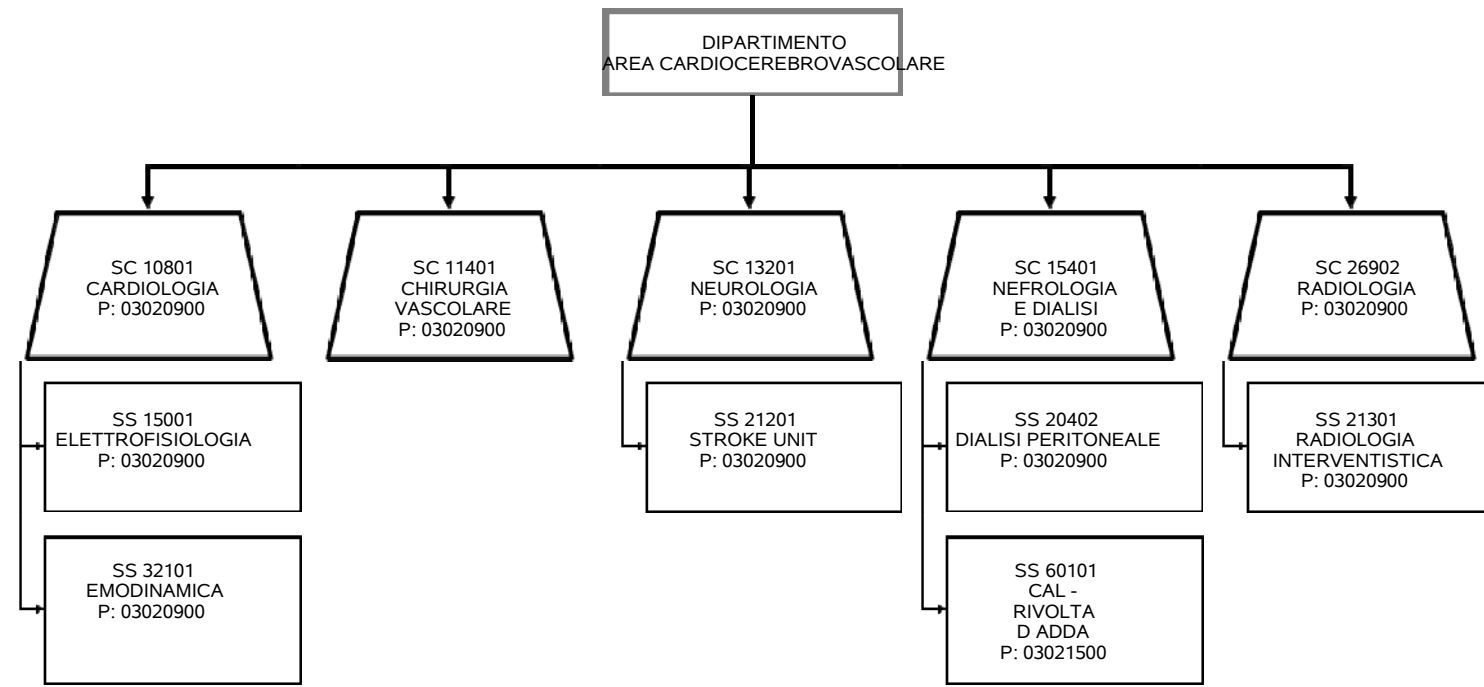 DIPARTIMENTO
AREA CARDIOCEREBROVASCOLARE
SC 10801
CARDIOLOGIA
P: 03020900
SC 11401
CHIRURGIA
VASCOLARE
P: 03020900
SC 13201
NEUROLOGIA
P: 03020900
SC 15401
NEFROLOGIA
E DIALISI
P: 03020900
SC 26902
RADIOLOGIA
P: 03020900
SS 15001
ELETTROFISIOLOGIA
P: 03020900
SS 21201
STROKE UNIT
P: 03020900
SS 20402
DIALISI PERITONEALE
P: 03020900
SS 21301
RADIOLOGIA
INTERVENTISTICA
P: 03020900
SS 32101
EMODINAMICA
P: 03020900
SS 60101
CAL -
RIVOLTA
D ADDA
P: 03021500